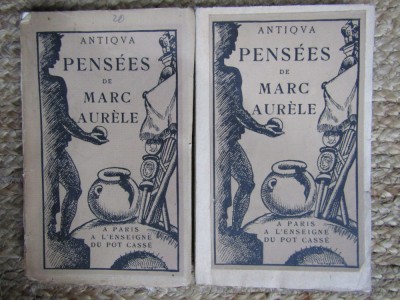 20
ANTIQVA
PENSÉES
DE
MARC
AURÈLE
A PARIS
A L'ENSEIGNE
DU POT CASSÉ
ANTIQVA
PENSÉES
DE
MARC
AURÈLE
A PARIS
A L'ENSEIGNE
DU POT CASSÉ